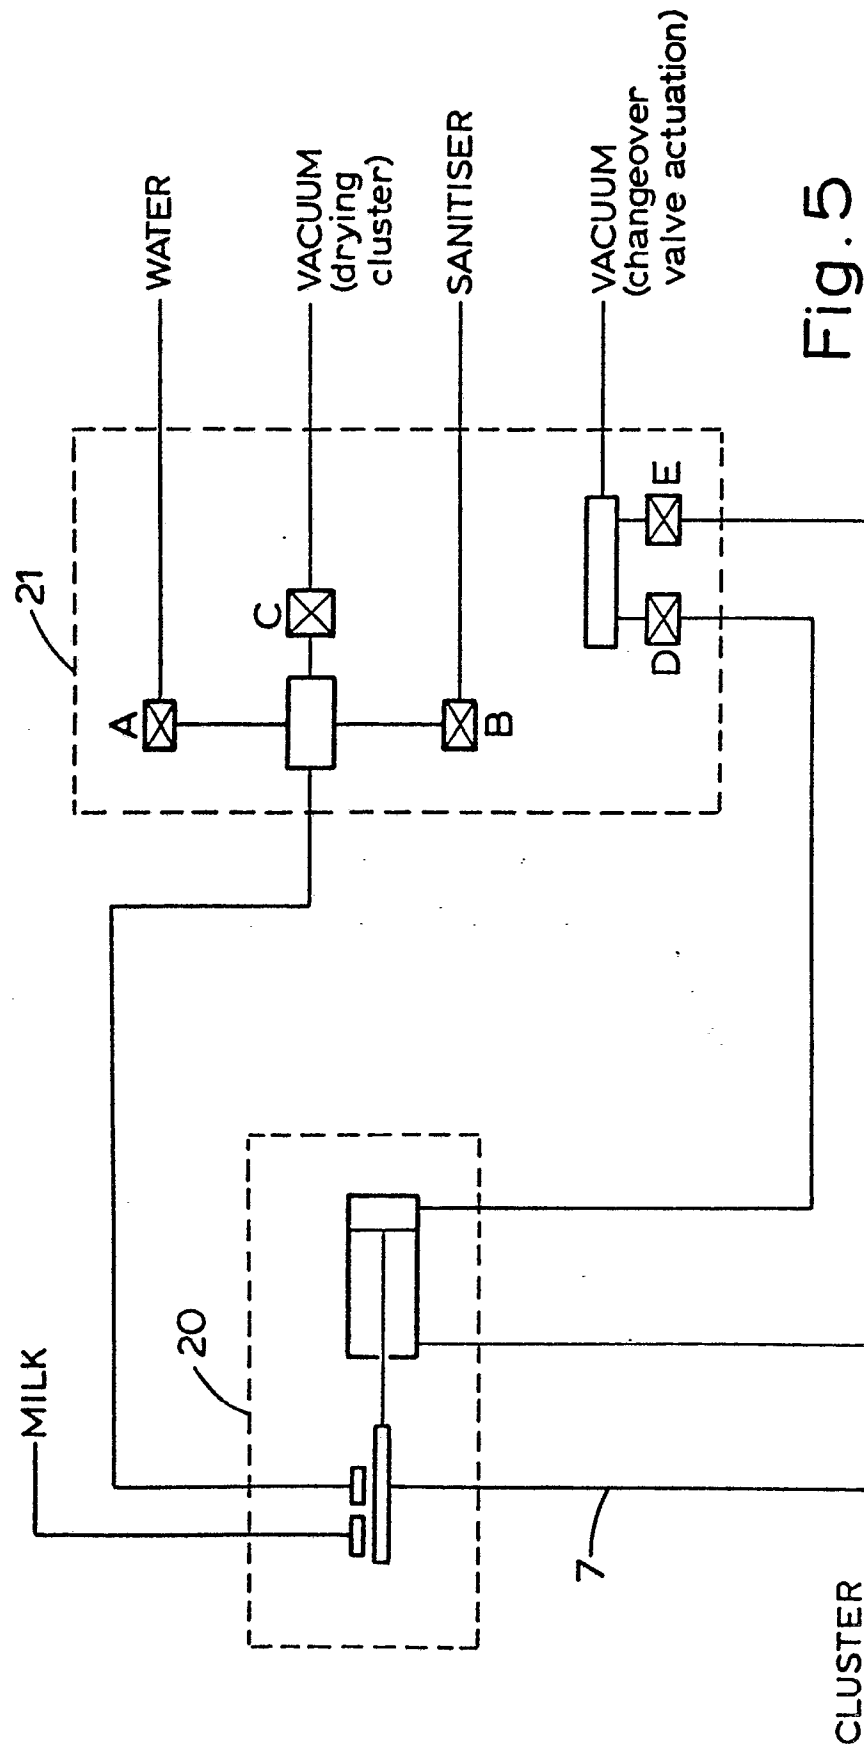 MILK
20
7
CLUSTER
21
A
WATER
C
VACUUM
(drying
cluster)
B
SANITISER
D
E
VACUUM
(changeover
valve actuation)
Fig. 5